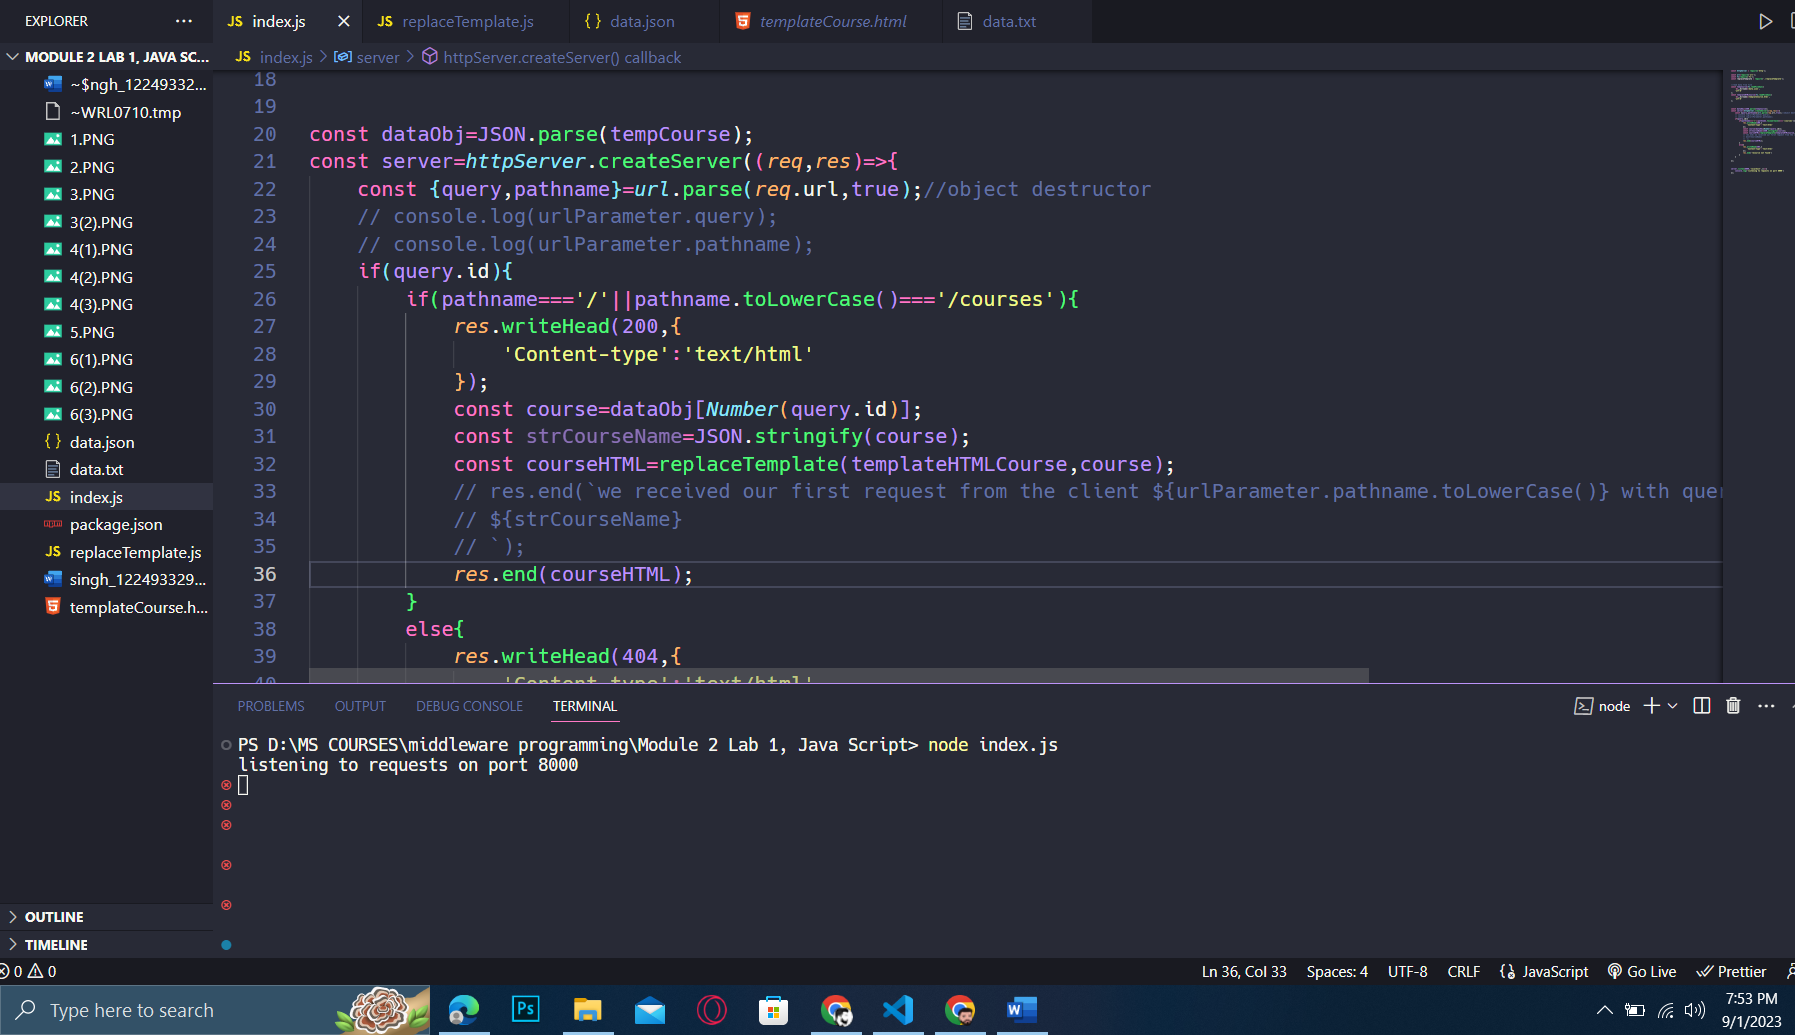 EXPLORER ···
MODULE 2 LAB 1, JAVA SC...
~$ngh_12249332...
~WRL0710.tmp
1.PNG
2.PNG
3.PNG
3(2).PNG
4(1).PNG
4(2).PNG
4(3).PNG
5.PNG
6(1).PNG
6(2).PNG
6(3).PNG
{} data.json
data.txt
JS index.js
package.json
JS replaceTemplate.js
singh_122493329...
templateCourse.h...
OUTLINE
TIMELINE
JS index.js
JS replaceTemplate.js
{} data.json
templateCourse.html
data.txt
JS index.js > server > httpServer.createServer() callback
18
19
20 const dataObj=JSON.parse(tempCourse);
21 const server=httpServer.createServer((req,res)=>{
22 const {query,pathname}=url.parse(req.url,true);//object destructor
23 // console.log(urlParameter.query);
24 // console.log(urlParameter.pathname);
25 if(query.id){
26 if(pathname==='/'||pathname.toLowerCase()==='/courses'){
27 res.writeHead(200,{
28 'Content-type':'text/html'
29 });
30 const course=dataObj[Number(query.id)];
31 const strCourseName=JSON.stringify(course);
32 const courseHTML=replaceTemplate(templateHTMLCourse,course);
33 // res.end(`we received our first request from the client ${urlParameter.pathname.toLowerCase()} with quer
34 // ${strCourseName}
35 // `);
36 res.end(courseHTML);
37 }
38 else{
39 res.writeHead(404,{
40 'Content-type':'text/html'
PROBLEMS OUTPUT DEBUG CONSOLE TERMINAL
node
PS D:\MS COURSES\middleware programming\Module 2 Lab 1, Java Script> node index.js
listening to requests on port 8000
0 0
Ln 36, Col 33 Spaces: 4 UTF-8 CRLF {} JavaScript Go Live Prettier
Type here to search
Ps
W
7:53 PM
9/1/2023